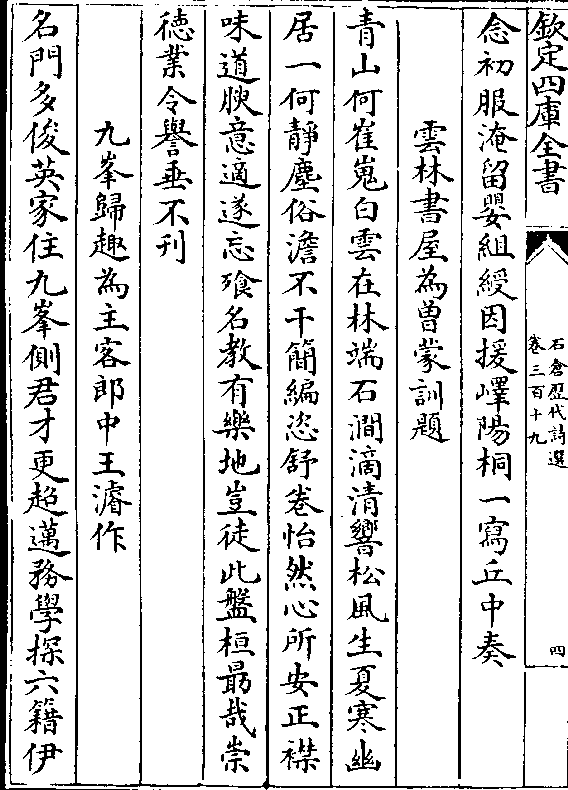 欽定四庫全書
石倉歷代詩選
卷三百十九
四
念初服淹留嬰組綬因援嶧陽桐一寫丘中奏
雲林書屋為曽蒙訓題
青山何崔嵬白雲在林端石澗滴清響松風生夏寒幽
居一何靜塵俗澹不干簡編恣舒卷怡然心所安正襟
味道腴意適遂忘飱名教有樂地豈徒此盤桓朂哉崇
徳業令譽垂不刋
九峯歸趣為主客郎中王濬作
名門多俊英家住九峯側君才更超邁務學探六籍伊